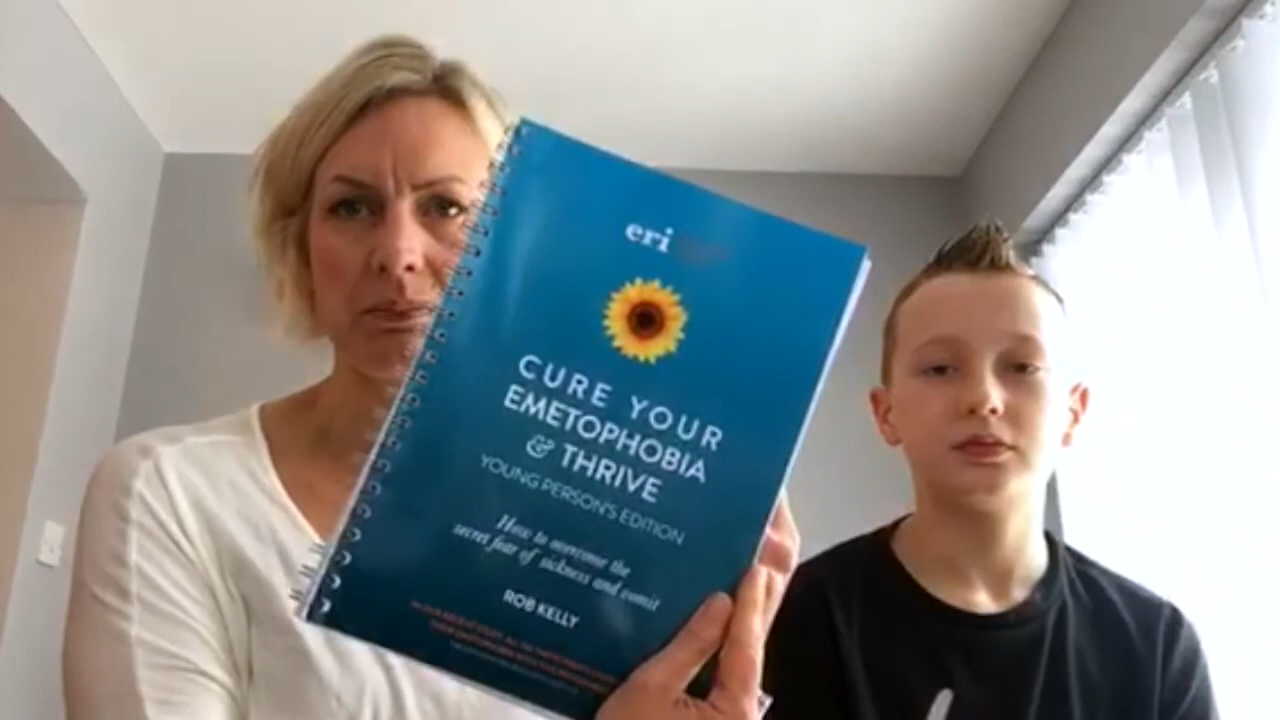 eri
CURE YOUR
EMETOPHOBIA
& THRIVE
YOUNG PERSON'S EDITION
How to overcome the
secret fear of sickness and vomit
ROB KELLY